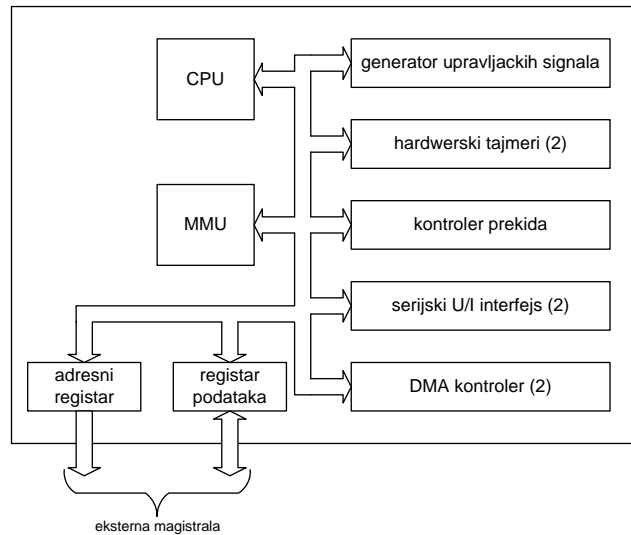 CPU
generator upravljackih signala
hardwerski tajmeri (2)
MMU
kontroler prekida
serijski U/I interfejs (2)
adresni
registar
registar
podataka
DMA kontroler (2)
eksterna magistrala